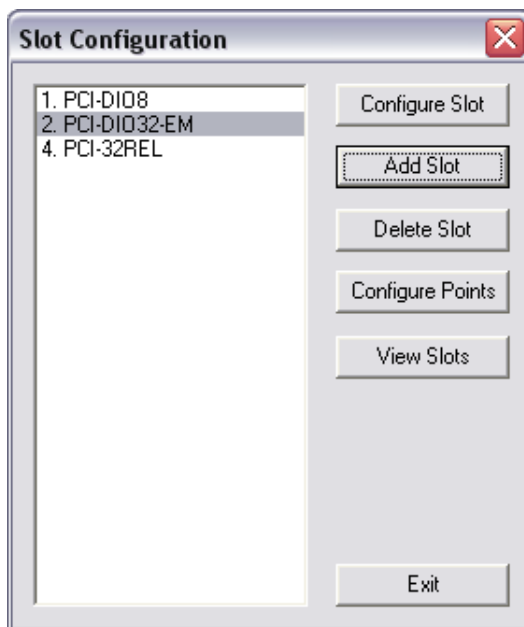 Slot Configuration
1. PCI-DIO8
2. PCI-DIO32-EM
4. PCI-32REL
Configure Slot
Add Slot
Delete Slot
Configure Points
View Slots
Exit